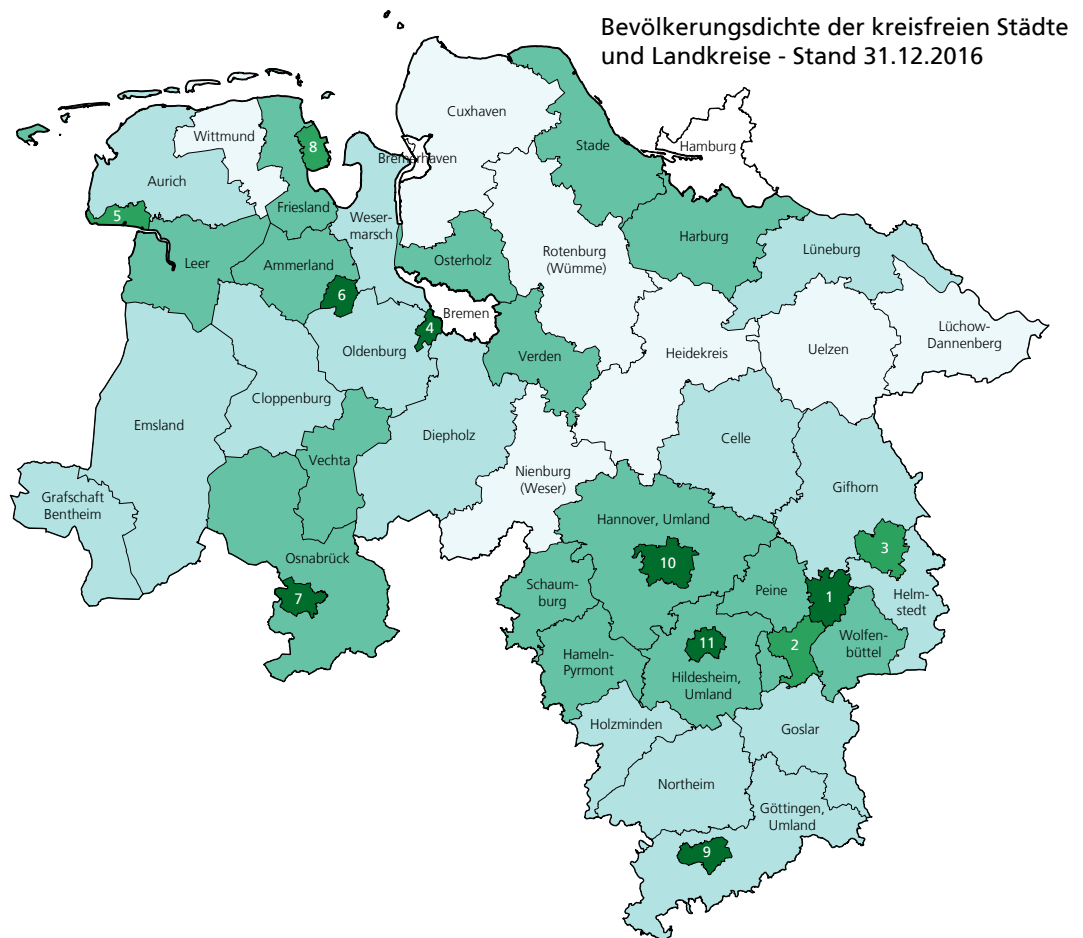 Bevölkerungsdichte der kreisfreien Städte
und Landkreise - Stand 31.12.2016
Cuxhaven
Wittmund
8
Stade
Hamburg
Bremerhaven
Aurich
5
Friesland
Weser-
marsch
Harburg
Lüneburg
Rotenburg
(Wümme)
Osterholz
Leer
Ammerland
6
Bremen
4
Lüchow-
Dannenberg
Oldenburg
Verden
Heidekreis
Uelzen
Cloppenburg
Emsland
Diepholz
Celle
Vechta
Nienburg
(Weser)
Gifhorn
Grafschaft
Bentheim
Hannover, Umland
3
Osnabrück
10
Schaum-
burg
Peine
1
Helm-
stedt
7
11
2
Wolfen-
büttel
Hameln-
Pyrmont
Hildesheim,
Umland
Holzminden
Goslar
Northeim
Göttingen,
Umland
9